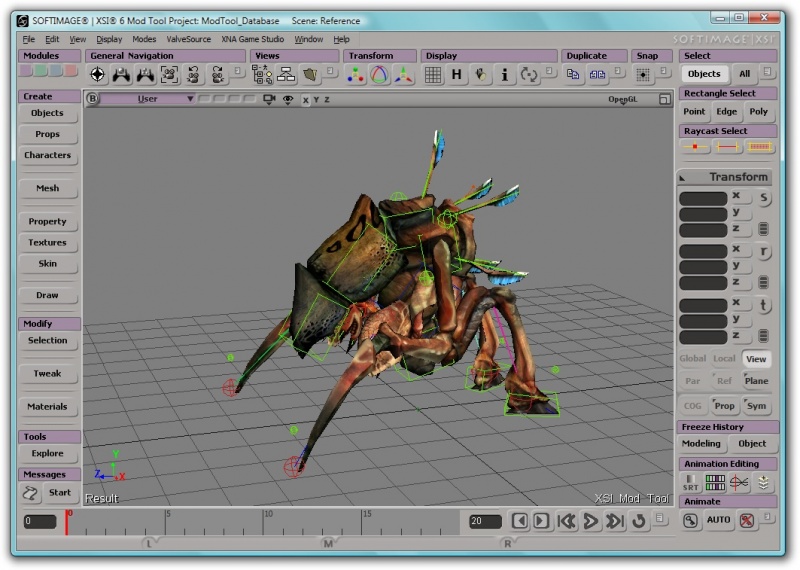 SOFTIMAGE® | XSI® 6 Mod Tool Project: ModTool_Database Scene: Reference
File Edit View Display Modes ValveSource XNA Game Studio Window Help
SOFTIMAGE|XSI
Modules
General Navigation
Views
Transform
Display
Duplicate
Snap
Select
H
i
Objects All
Create
B User
X Y Z
OpenGL
Rectangle Select
Point Edge Poly
Raycast Select
Objects
Props
Characters
Mesh
Property
Textures
Skin
Draw
Modify
Selection
Tweak
Materials
Tools
Explore
Messages
Start
Transform
x s
y
z
x r
y
z
x t
y
z
Global Local View
Par Ref Plane
COG Prop Sym
Freeze History
Modeling Object
Animation Editing
SRT
Animate
AUTO
Y
Z X
Result
XSI Mod Tool
0
0 5 10 15
20
L M R